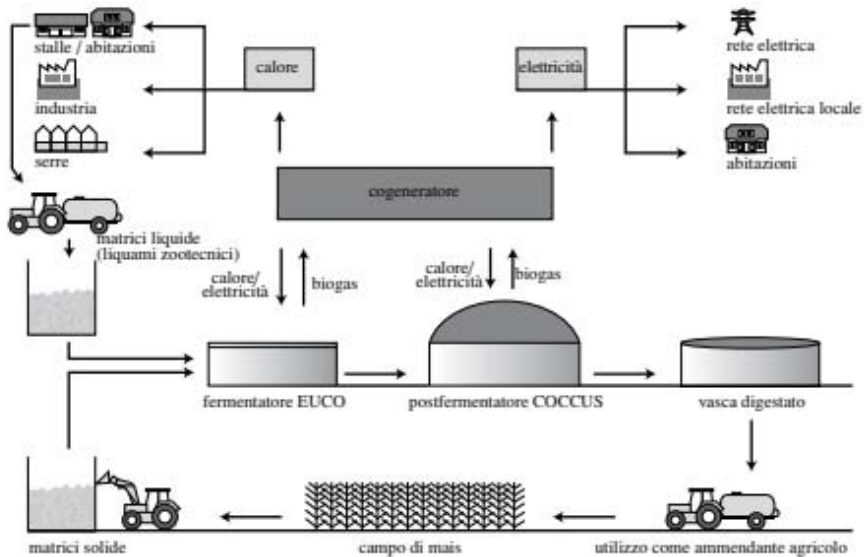 stalle / abitazioni
industria
serre
calore
elettricità
rete elettrica
rete elettrica locale
abitazioni
cogeneratore
matrici liquide
(liquami zootecnici)
calore/
elettricità
biogas
calore/
elettricità
biogas
fermentatore EUCO
postfermentatore COCCUS
vasca digestato
matrici solide
campo di mais
utilizzo come ammendante agricolo